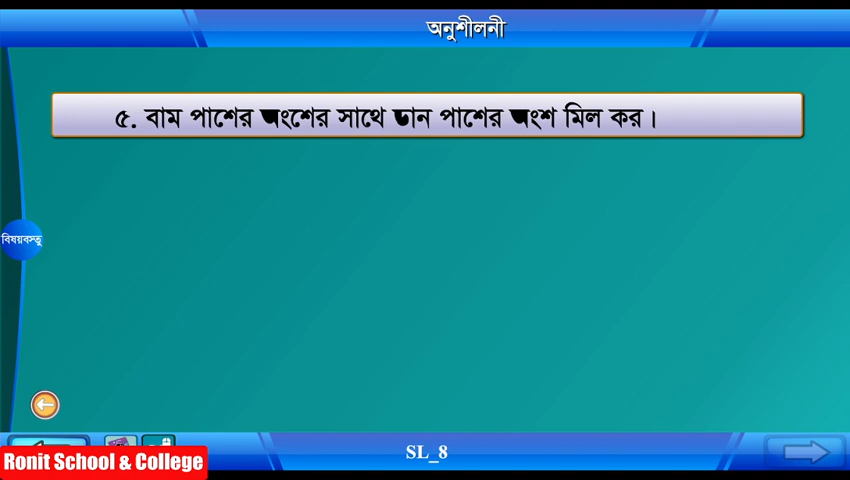 অনুশীলনী
৫. বাম পাশের অংশের সাথে ডান পাশের অংশ মিল কর।
বিষয়বস্তু
SL_8
Ronit School & College